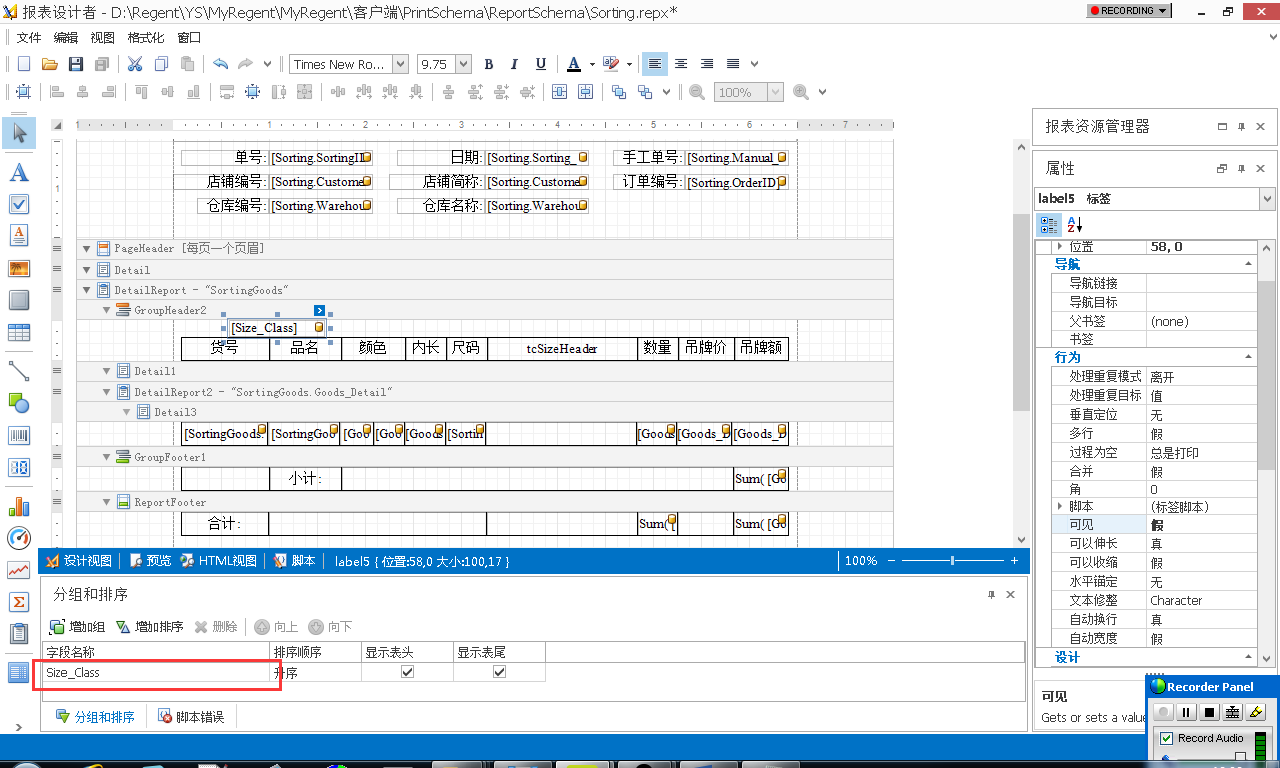 报表设计者 - D:\Regent\YS\MyRegent\MyRegent\客户端\PrintSchema\ReportSchema\Sorting.repx*
RECORDING
文件 编辑 视图 格式化 窗口
Times New Ro... 9.75 B I U A
100%
1 1 2 3 4 5 6 7
报表资源管理器
属性
label5 标签
单号: [Sorting.SortingID 日期: [Sorting.Sorting_ 手工单号: [Sorting.Manual_
店铺编号: [Sorting.Custome 店铺简称: [Sorting.Custome 订单编号: [Sorting.OrderID]
仓库编号: [Sorting.Warehou 仓库名称: [Sorting.Warehou
PageHeader [每页一个页眉]
Detail
DetailReport - "SortingGoods"
GroupHeader2
[Size_Class]
货号 品名 颜色 内长 尺码 tcSizeHeader 数量 吊牌价 吊牌额
Detail1
DetailReport2 - "SortingGoods.Goods_Detail"
Detail3
[SortingGoods. [SortingGoo [Goo [Goo [Goods [Sortin [Goods [Goods_D [Goods_D
GroupFooter1
小计: Sum( [Go
ReportFooter
合计: Sum( [ Sum( [Go
位置 58, 0
导航
导航链接
导航目标
父书签 (none)
书签
行为
处理重复模式 离开
处理重复目标 值
垂直定位 无
多行 假
过程为空 总是打印
合并 假
角 0
脚本 (标签脚本)
可见 假
可以伸长 真
可以收缩 假
水平锚定 无
文本修整 Character
自动换行 真
自动宽度 假
设计
可见
Gets or sets a value
设计视图 预览 HTML视图 脚本 label5 { 位置:58,0 大小:100,17 } 100% − +
分组和排序
增加组 增加排序 删除 向上 向下
字段名称 排序顺序 显示表头 显示表尾
Size_Class 升序
分组和排序 脚本错误
Recorder Panel
Record Audio